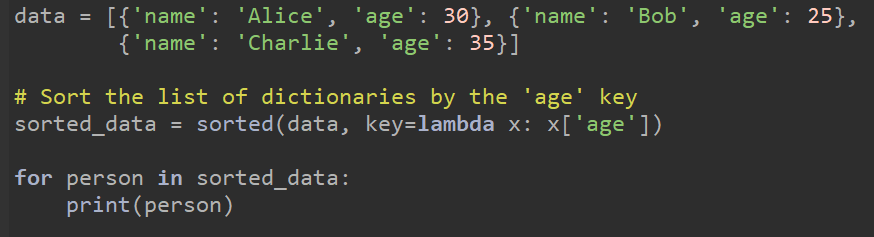 data = [{'name': 'Alice', 'age': 30}, {'name': 'Bob', 'age': 25},
        {'name': 'Charlie', 'age': 35}]

# Sort the list of dictionaries by the 'age' key
sorted_data = sorted(data, key=lambda x: x['age'])

for person in sorted_data:
    print(person)